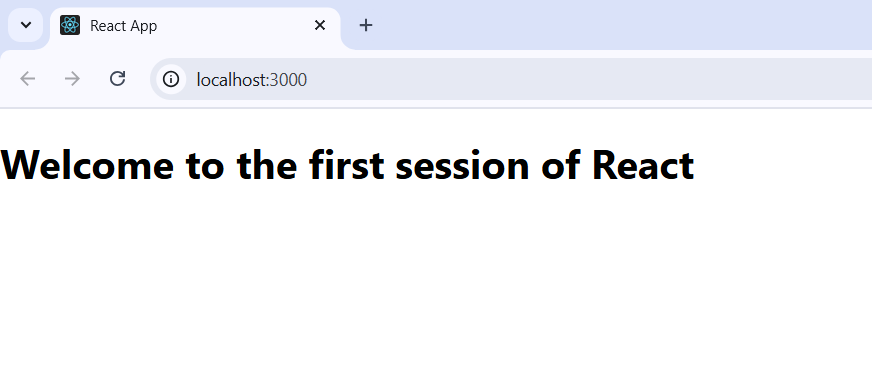 React App
localhost:3000
Welcome to the first session of React